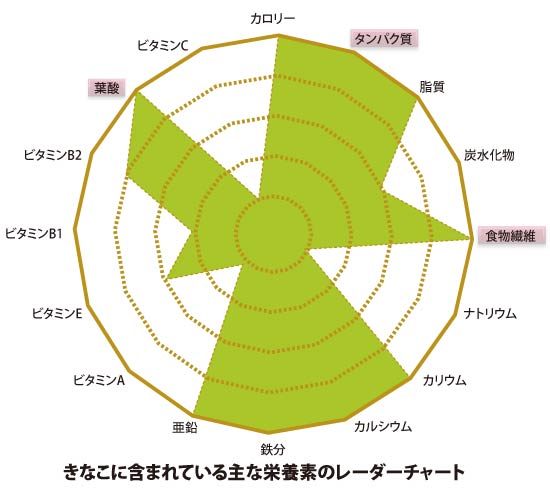 カロリー
タンパク質
脂質
炭水化物
食物繊維
ナトリウム
カリウム
カルシウム
鉄分
亜鉛
ビタミンA
ビタミンE
ビタミンB1
ビタミンB2
葉酸
ビタミンC
きなこに含まれている主な栄養素のレーダーチャート